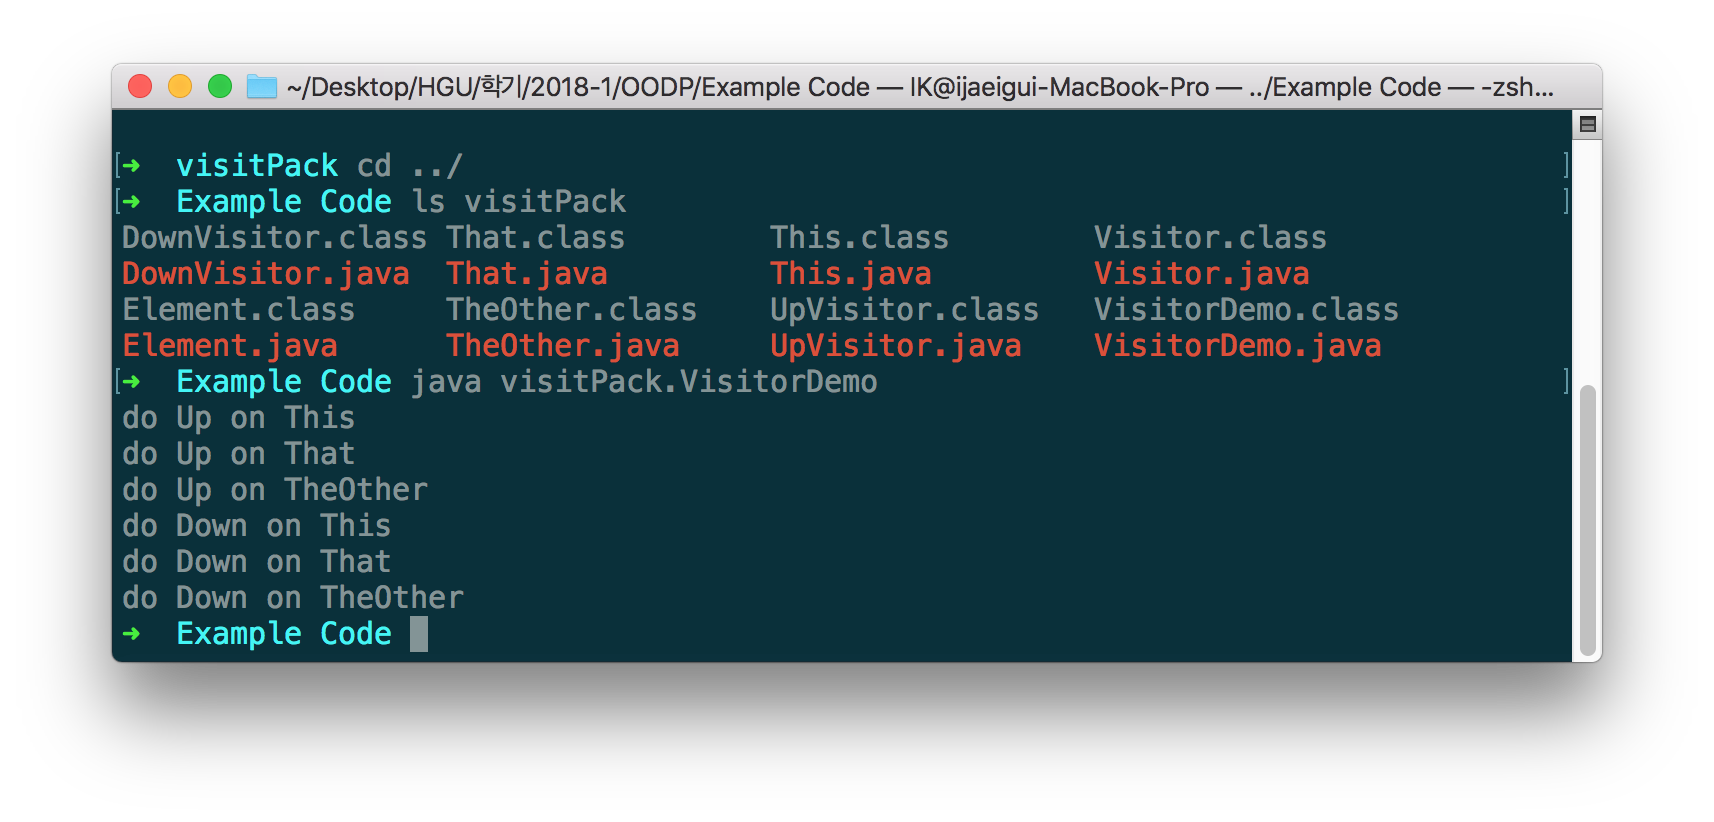 ~/Desktop/HGU/학기/2018-1/OODP/Example Code — IK@ijaeigui-MacBook-Pro — ../Example Code — -zsh...
[➜ visitPack cd ../ ]
[➜ Example Code ls visitPack ]
DownVisitor.class That.class This.class Visitor.class
DownVisitor.java That.java This.java Visitor.java
Element.class TheOther.class UpVisitor.class VisitorDemo.class
Element.java TheOther.java UpVisitor.java VisitorDemo.java
[➜ Example Code java visitPack.VisitorDemo ]
do Up on This
do Up on That
do Up on TheOther
do Down on This
do Down on That
do Down on TheOther
➜ Example Code